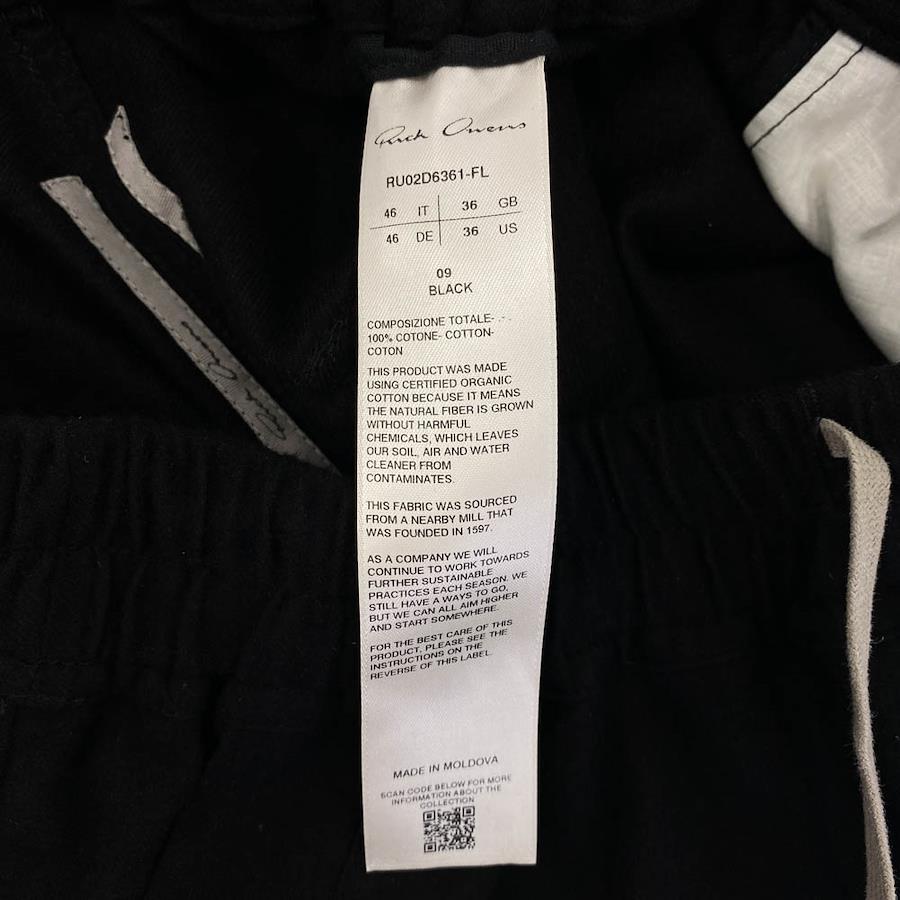 Rick Owens
RU02D6361-FL
46 IT 36 GB
46 DE 36 US
09
BLACK
COMPOSIZIONE TOTALE-
100% COTONE- COTTON-
COTON
THIS PRODUCT WAS MADE
USING CERTIFIED ORGANIC
COTTON BECAUSE IT MEANS
THE NATURAL FIBER IS GROWN
WITHOUT HARMFUL
CHEMICALS, WHICH LEAVES
OUR SOIL, AIR AND WATER
CLEANER FROM
CONTAMINATES.
THIS FABRIC WAS SOURCED
FROM A NEARBY MILL THAT
WAS FOUNDED IN 1597.
AS A COMPANY WE WILL
CONTINUE TO WORK TOWARDS
FURTHER SUSTAINABLE
PRACTICES EACH SEASON. WE
STILL HAVE A WAYS TO GO,
BUT WE CAN ALL AIM HIGHER
AND START SOMEWHERE.
FOR THE BEST CARE OF THIS
PRODUCT, PLEASE SEE THE
INSTRUCTIONS ON THE
REVERSE OF THIS LABEL.
MADE IN MOLDOVA
SCAN CODE BELOW FOR MORE
INFORMATION ABOUT THE
COLLECTION